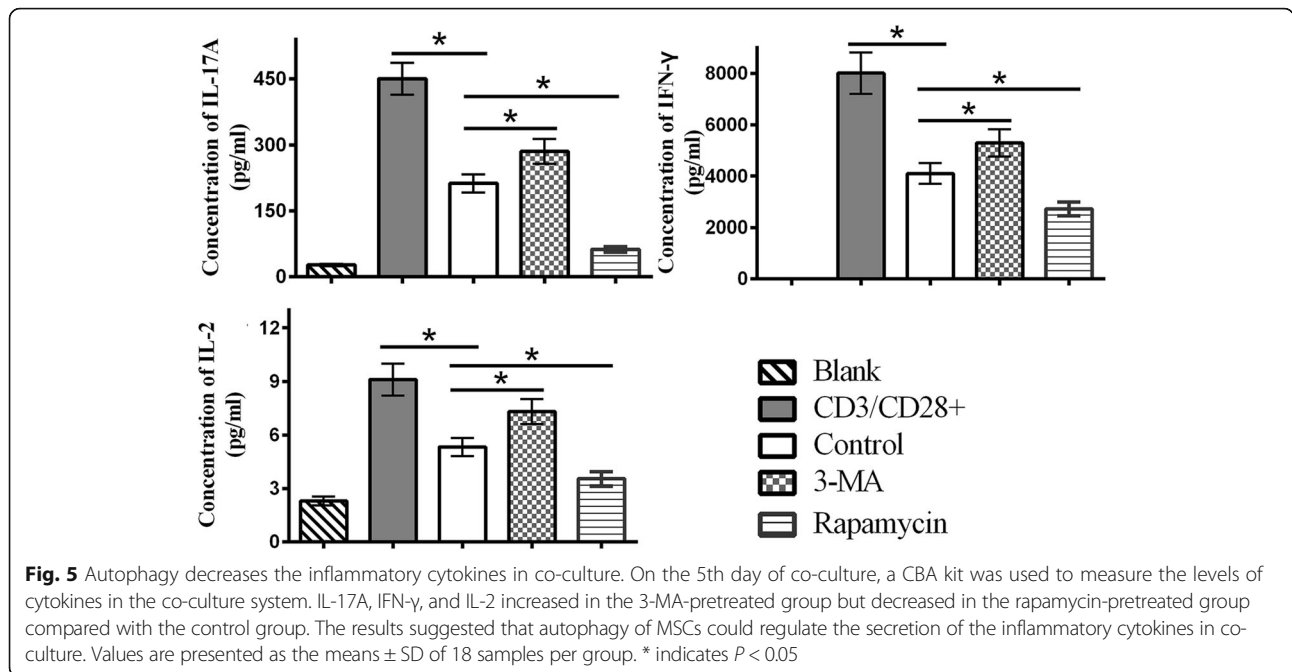 Concentration of IL-17A
(pg/ml)
450
300
150
0
*
*
*
Concentration of IFN-γ
(pg/ml)
8000
6000
4000
2000
0
*
*
*
Concentration of IL-2
(pg/ml)
12
9
6
3
0
*
*
*
Blank
CD3/CD28+
Control
3-MA
Rapamycin
Fig. 5 Autophagy decreases the inflammatory cytokines in co-culture. On the 5th day of co-culture, a CBA kit was used to measure the levels of
cytokines in the co-culture system. IL-17A, IFN-γ, and IL-2 increased in the 3-MA-pretreated group but decreased in the rapamycin-pretreated group
compared with the control group. The results suggested that autophagy of MSCs could regulate the secretion of the inflammatory cytokines in co-
culture. Values are presented as the means ± SD of 18 samples per group. * indicates P < 0.05